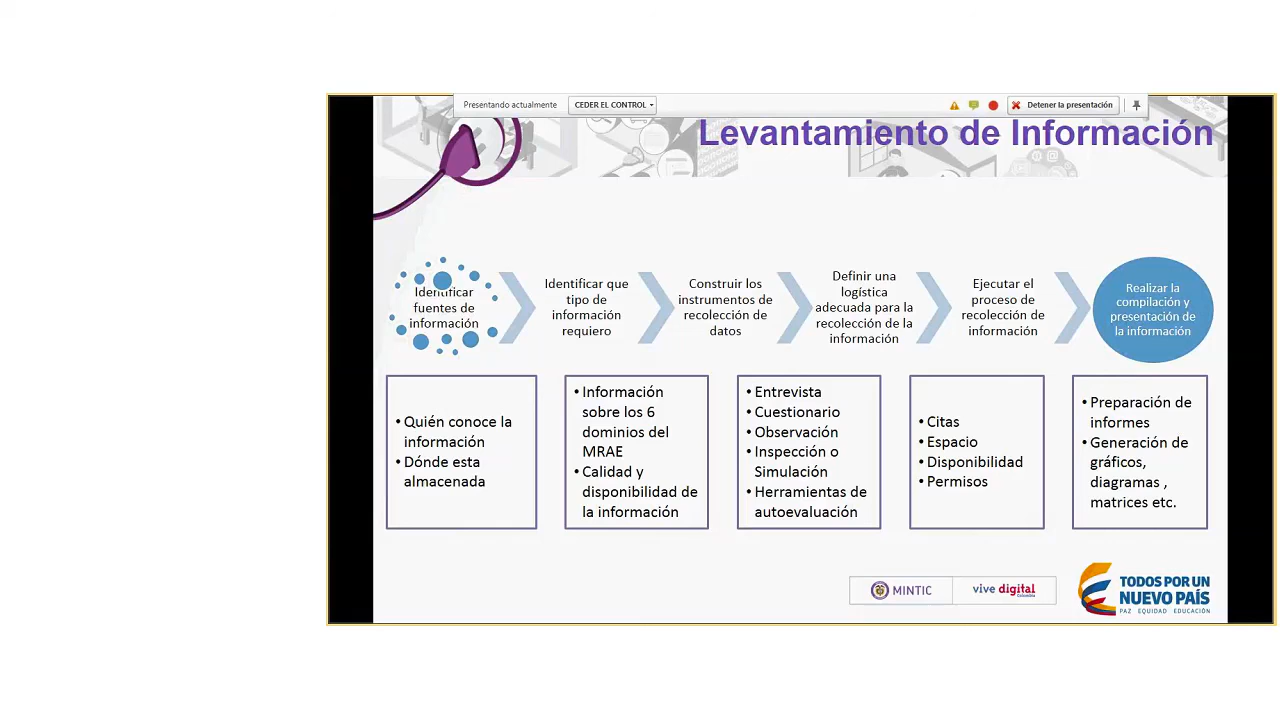 Presentando actualmente
CEDER EL CONTROL
Detener la presentación
Levantamiento de Información
Identificar
fuentes de
información
Identificar que
tipo de
información
requiero
Construir los
instrumentos de
recolección de
datos
Definir una
logística
adecuada para la
recolección de la
información
Ejecutar el
proceso de
recolección de
información
Realizar la
compilación y
presentación de
la información
• Quién conoce la
información
• Dónde esta
almacenada
• Información
sobre los 6
dominios del
MRAE
• Calidad y
disponibilidad de
la información
• Entrevista
• Cuestionario
• Observación
• Inspección o
Simulación
• Herramientas de
autoevaluación
• Citas
• Espacio
• Disponibilidad
• Permisos
• Preparación de
informes
• Generación de
gráficos,
diagramas ,
matrices etc.
MINTIC
vive digital
Colombia
TODOS POR UN
NUEVO PAÍS
PAZ EQUIDAD EDUCACIÓN